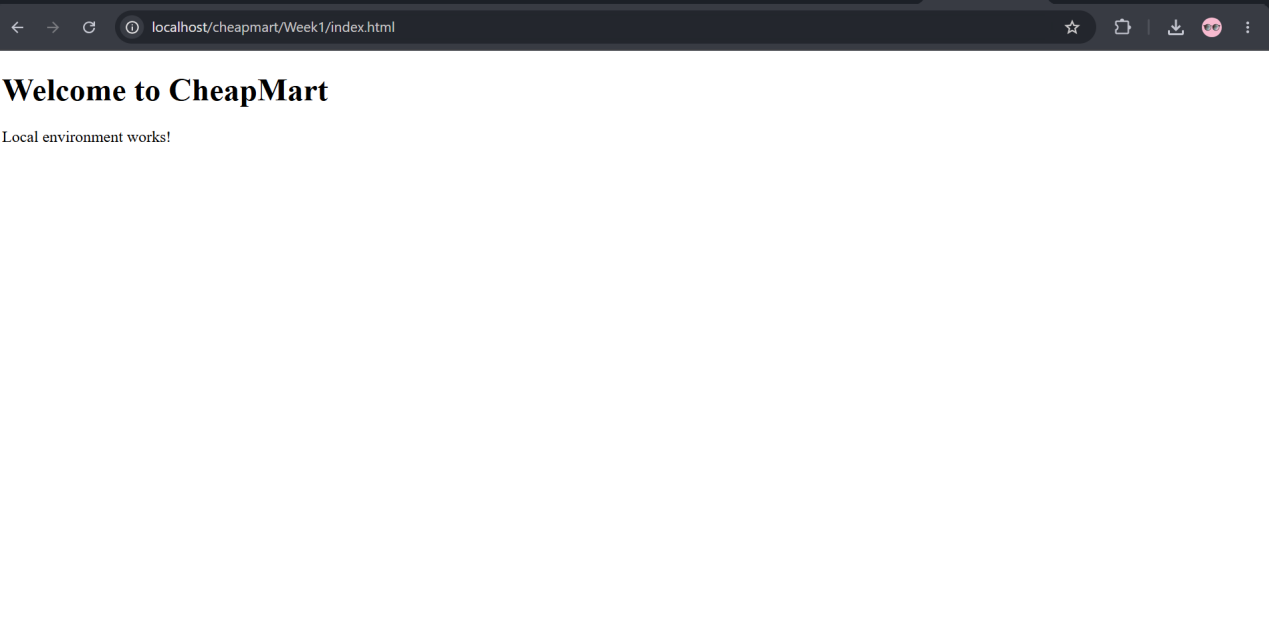 localhost/cheapmart/Week1/index.html
Welcome to CheapMart
Local environment works!